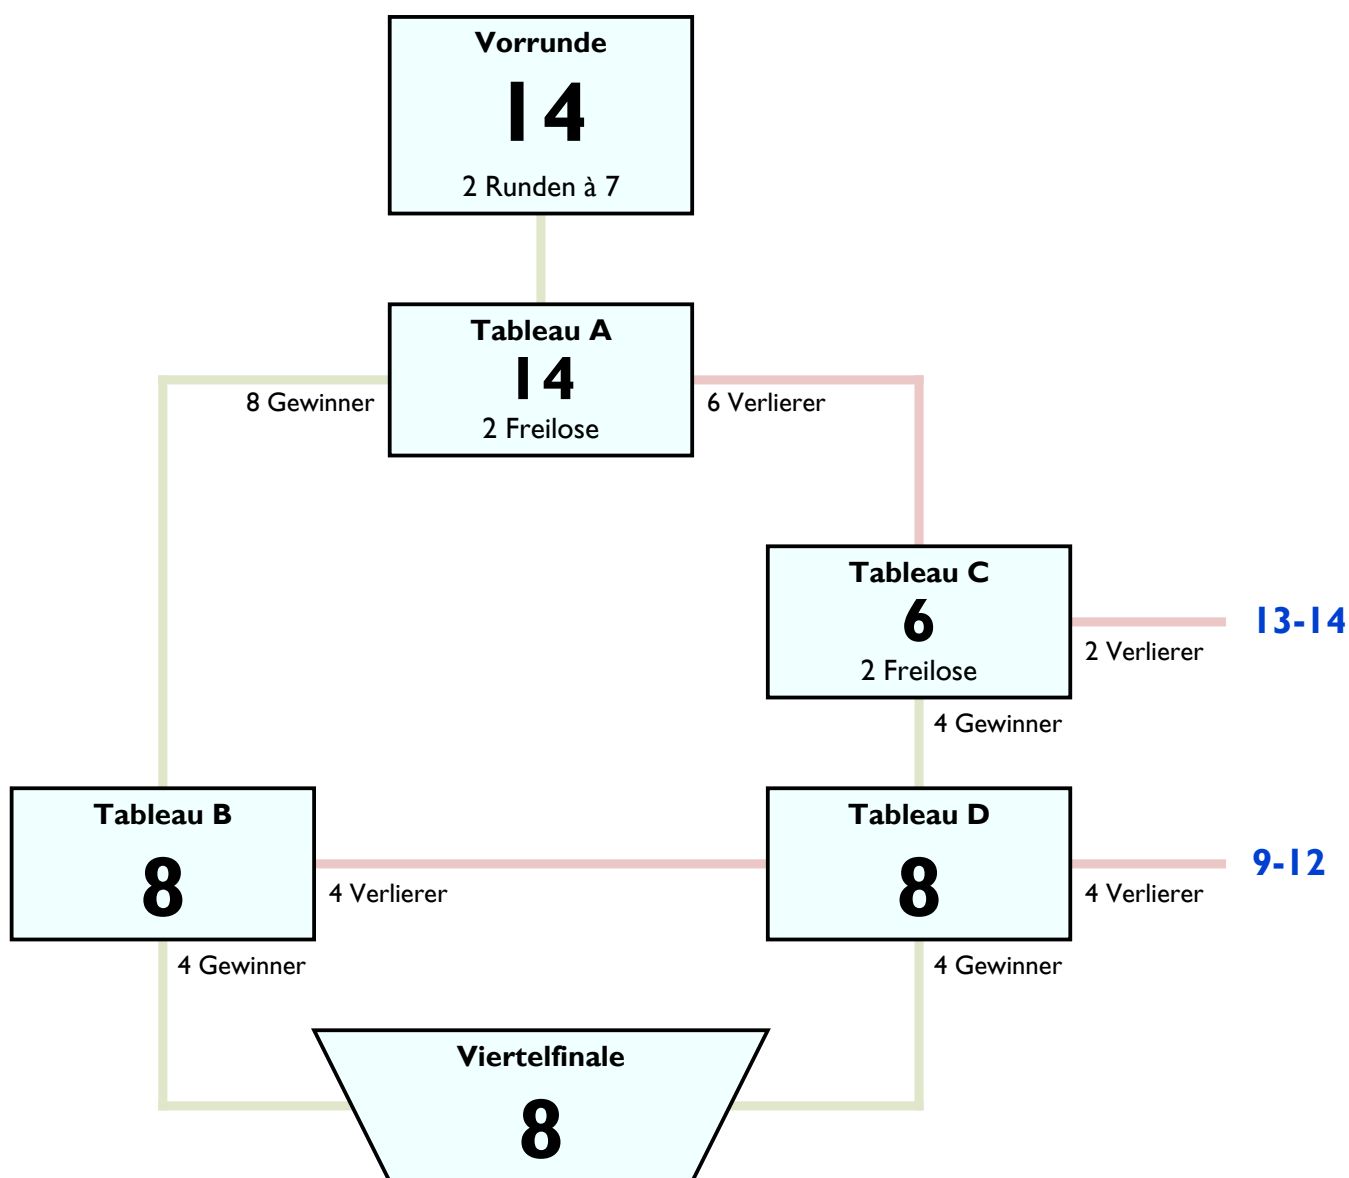 Vorrunde
14
2 Runden à 7
Tableau A
14
2 Freilose
8 Gewinner
6 Verlierer
Tableau C
6
2 Freilose
13-14
2 Verlierer
4 Gewinner
Tableau B
8
4 Verlierer
4 Gewinner
Tableau D
8
9-12
4 Verlierer
4 Gewinner
Viertelfinale
8